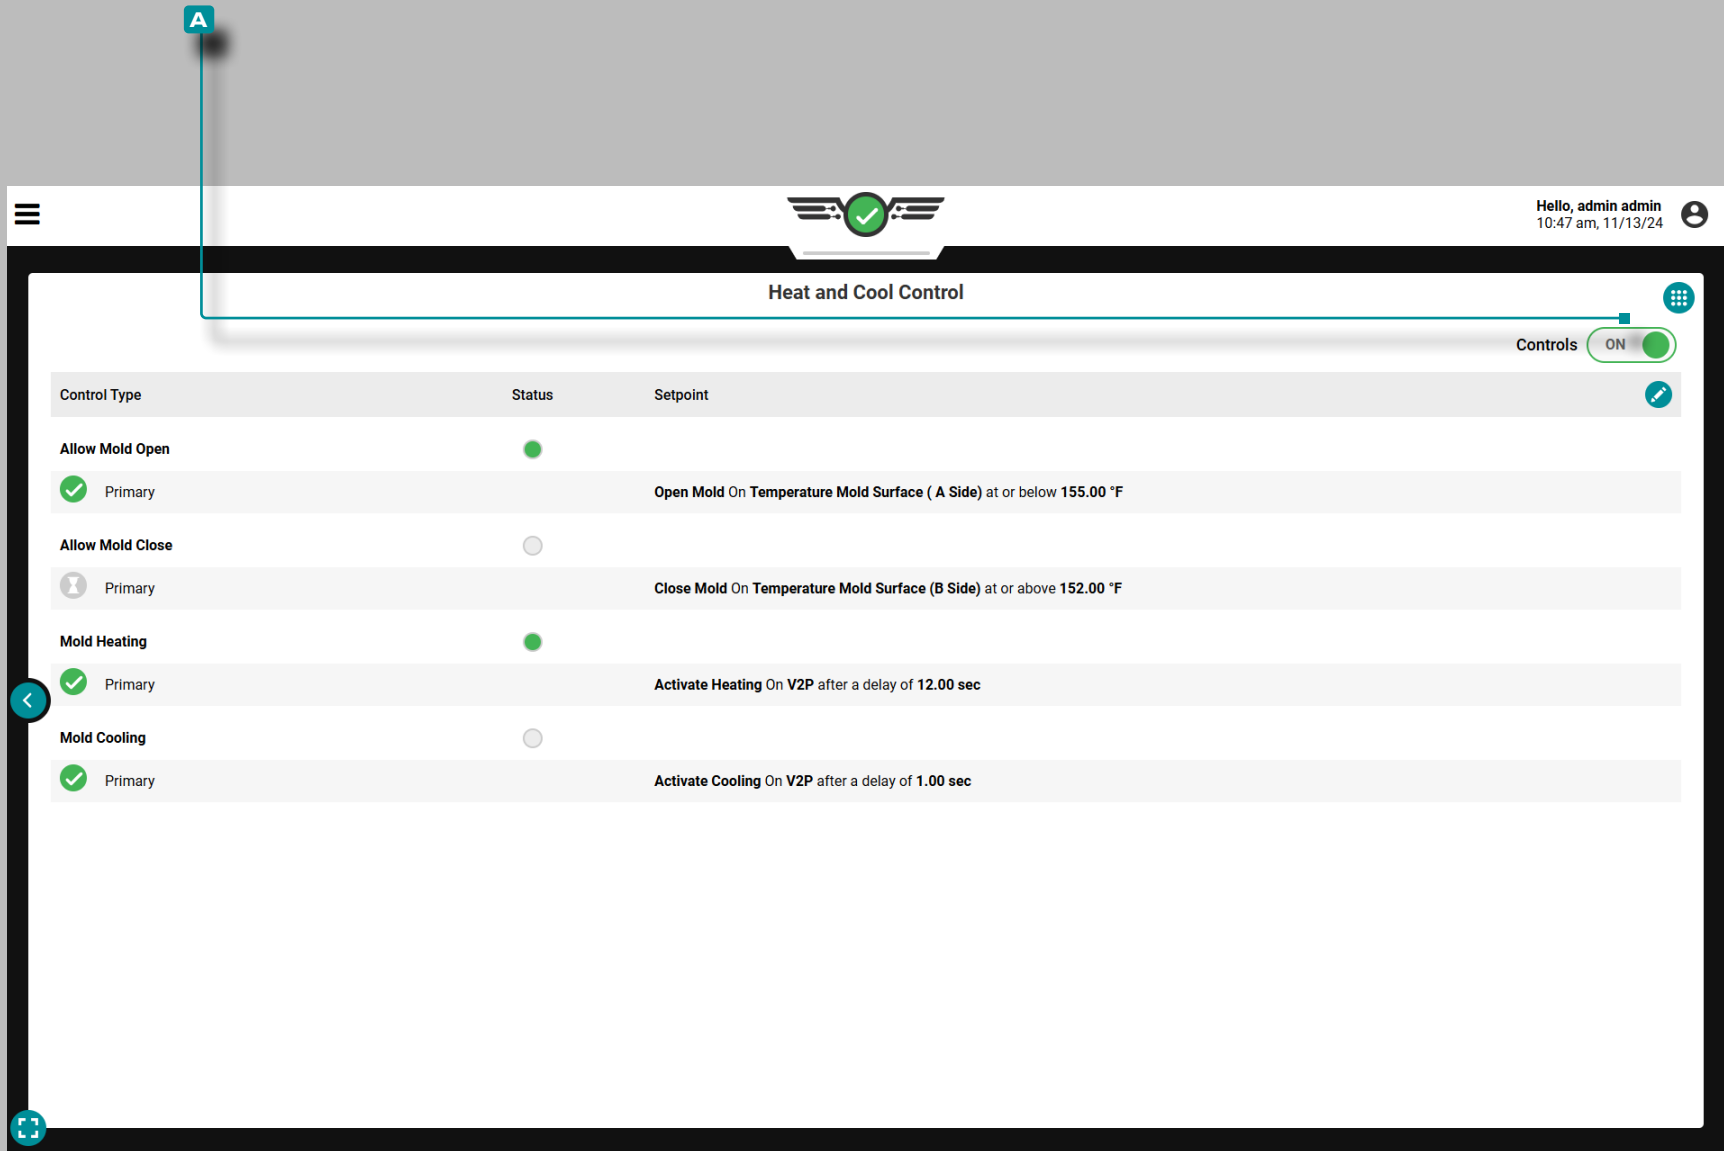 A
Hello, admin admin
10:47 am, 11/13/24
Heat and Cool Control
Controls ON
Control Type Status Setpoint
Allow Mold Open
Primary Open Mold On Temperature Mold Surface ( A Side) at or below 155.00 °F
Allow Mold Close
Primary Close Mold On Temperature Mold Surface (B Side) at or above 152.00 °F
Mold Heating
Primary Activate Heating On V2P after a delay of 12.00 sec
Mold Cooling
Primary Activate Cooling On V2P after a delay of 1.00 sec